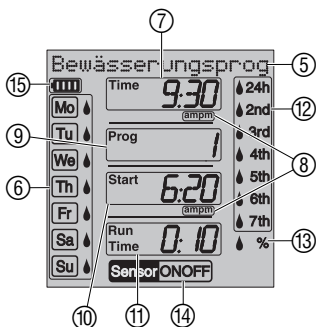 ⑦
Bewässerungsprog ⑤
⑮ Time 9:30 24h
Mo ampm 2nd ⑫
⑨ Tu Prog 1 3rd
We 4th ⑧
⑥ Th Start 6:20 5th
Fr ampm 6th
7th
Sa Run Time 0:10 % ⑬
Su Sensor ONOFF
⑩ ⑪ ⑭